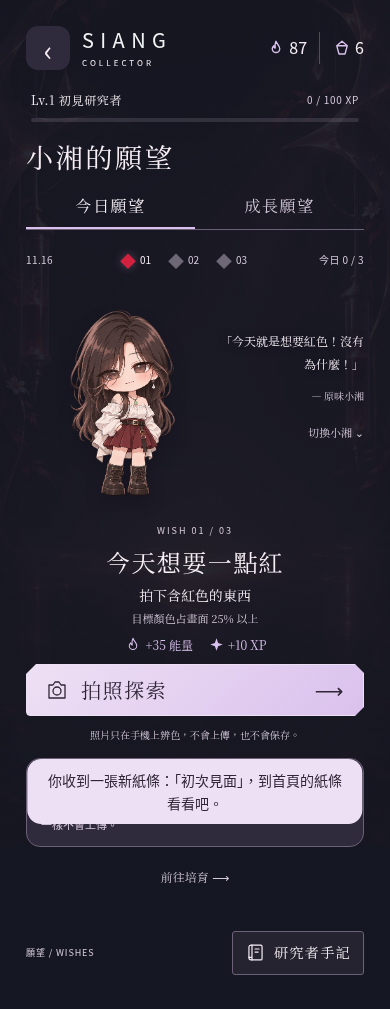 ‹
SIANG
COLLECTOR
87
6
Lv.1 初見研究者
0 / 100 XP
小湘的願望
今日願望
成長願望
11.16
01
02
03
今日 0 / 3
「今天就是想要紅色！沒有
為什麼！」
— 原味小湘
切換小湘 ⌄
WISH 01 / 03
今天想要一點紅
拍下含紅色的東西
目標顏色占畫面 25% 以上
+35 能量
+10 XP
拍照探索 ⟶
照片只在手機上辨色，不會上傳，也不會保存。
你收到一張新紙條：「初次見面」，到首頁的紙條
看看吧。
一樣不會上傳。
前往培育 ⟶
願望 / WISHES
研究者手記